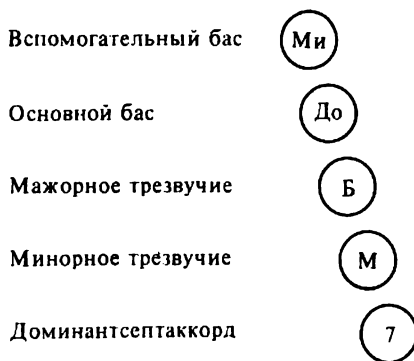 Вспомогательный бас Ми
Основной бас До
Мажорное трезвучие Б
Минорное трезвучие М
Доминантсептаккорд 7